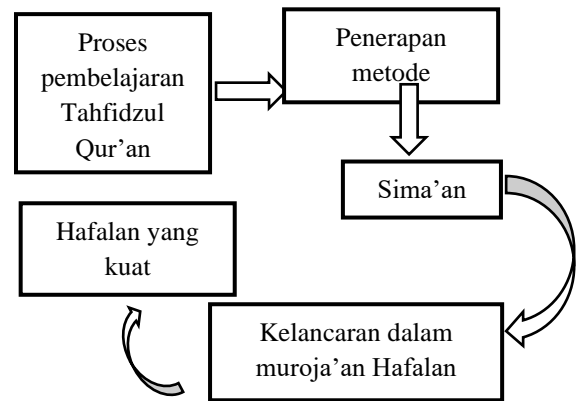 Proses
pembelajaran
Tahfidzul
Qur’an
Penerapan
metode
Sima’an
Kelancaran dalam
muroja’an Hafalan
Hafalan yang
kuat